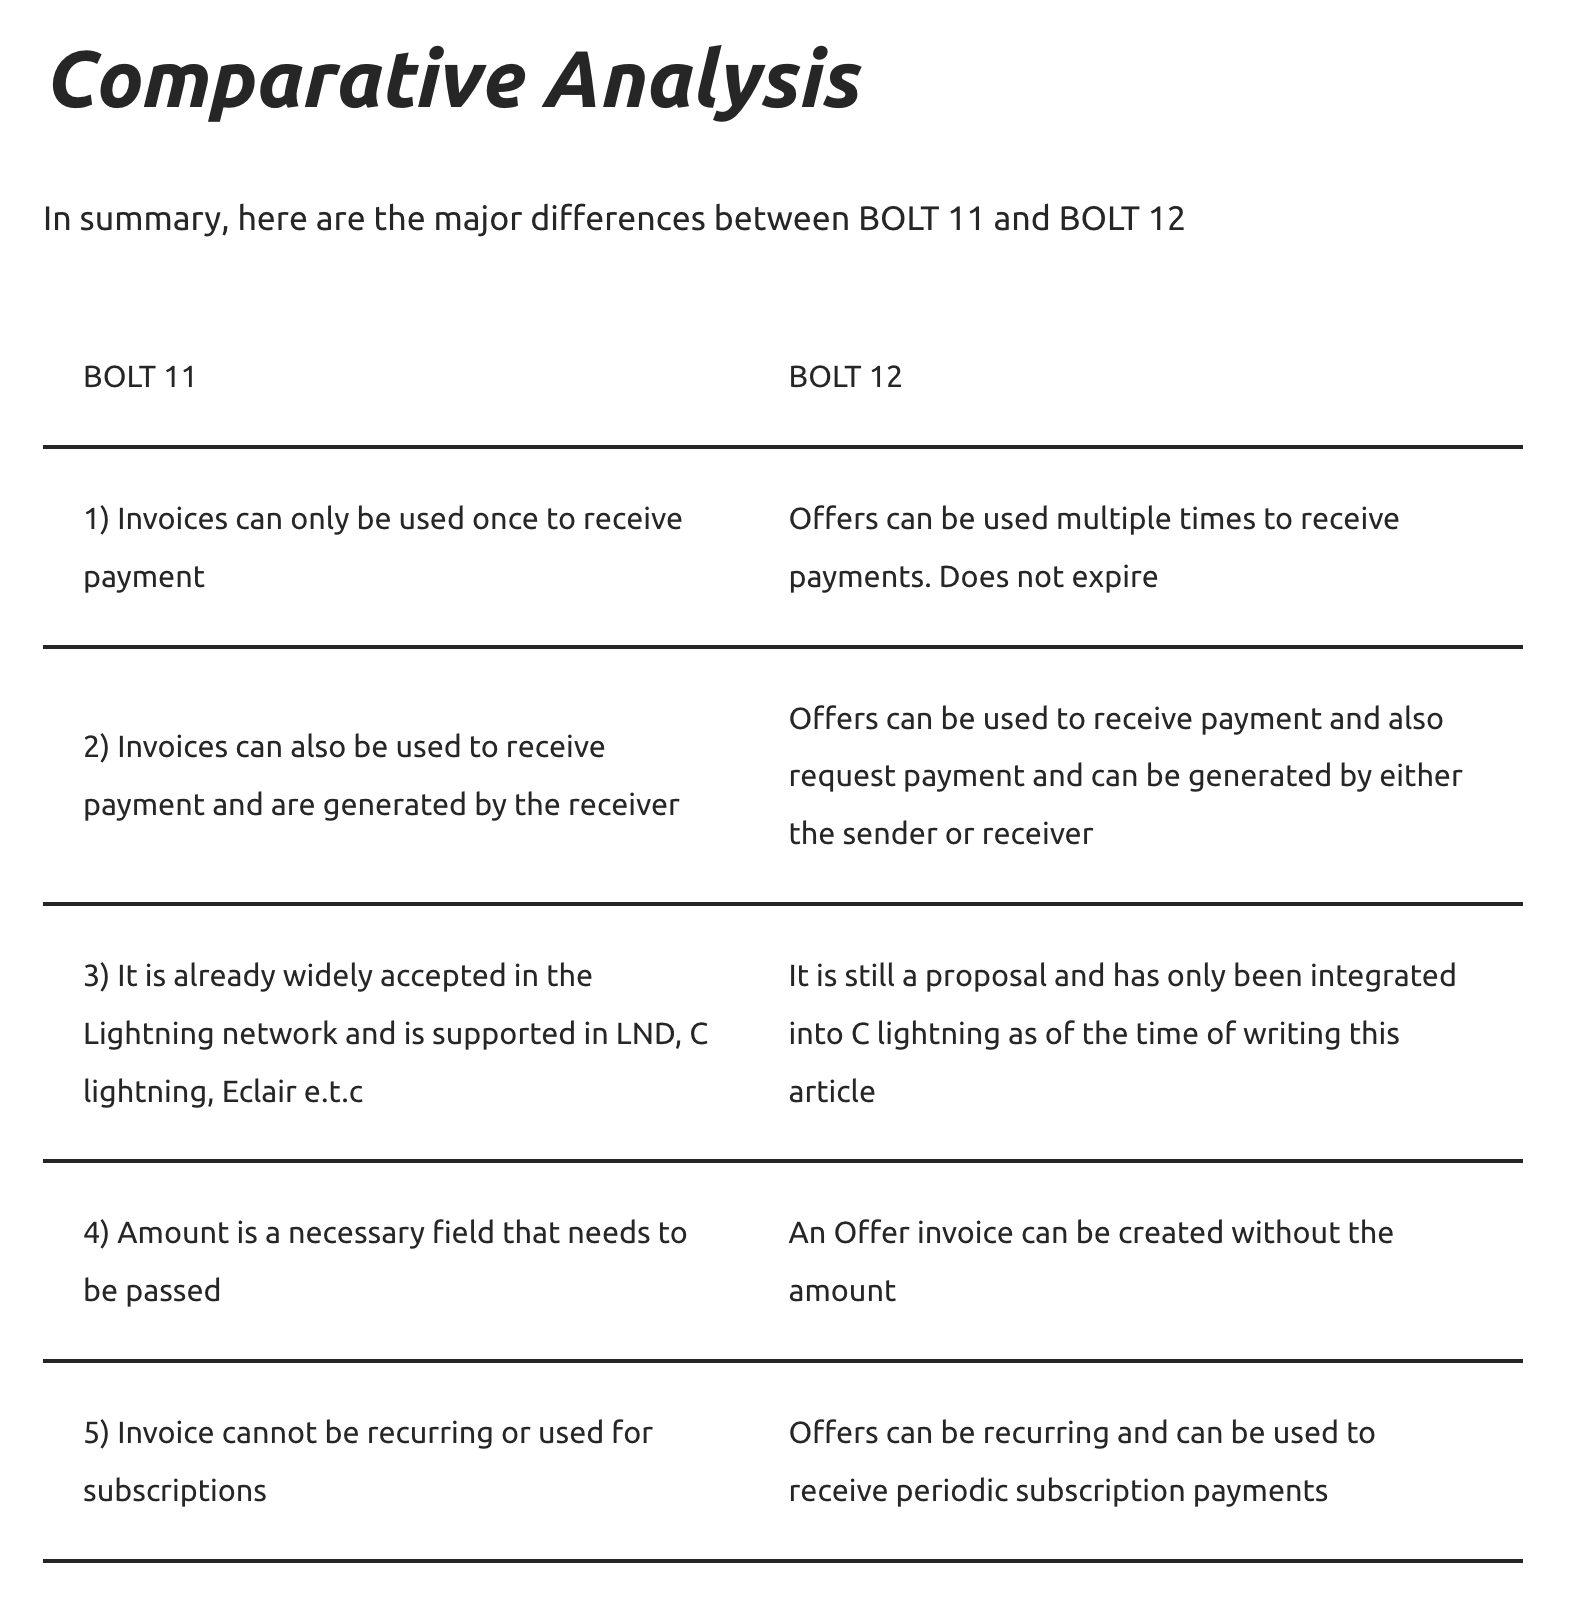 Comparative Analysis
In summary, here are the major differences between BOLT 11 and BOLT 12
BOLT 11
BOLT 12
1) Invoices can only be used once to receive
payment
Offers can be used multiple times to receive
payments. Does not expire
2) Invoices can also be used to receive
payment and are generated by the receiver
Offers can be used to receive payment and also
request payment and can be generated by either
the sender or receiver
3) It is already widely accepted in the
Lightning network and is supported in LND, C
lightning, Eclair e.t.c
It is still a proposal and has only been integrated
into C lightning as of the time of writing this
article
4) Amount is a necessary field that needs to
be passed
An Offer invoice can be created without the
amount
5) Invoice cannot be recurring or used for
subscriptions
Offers can be recurring and can be used to
receive periodic subscription payments